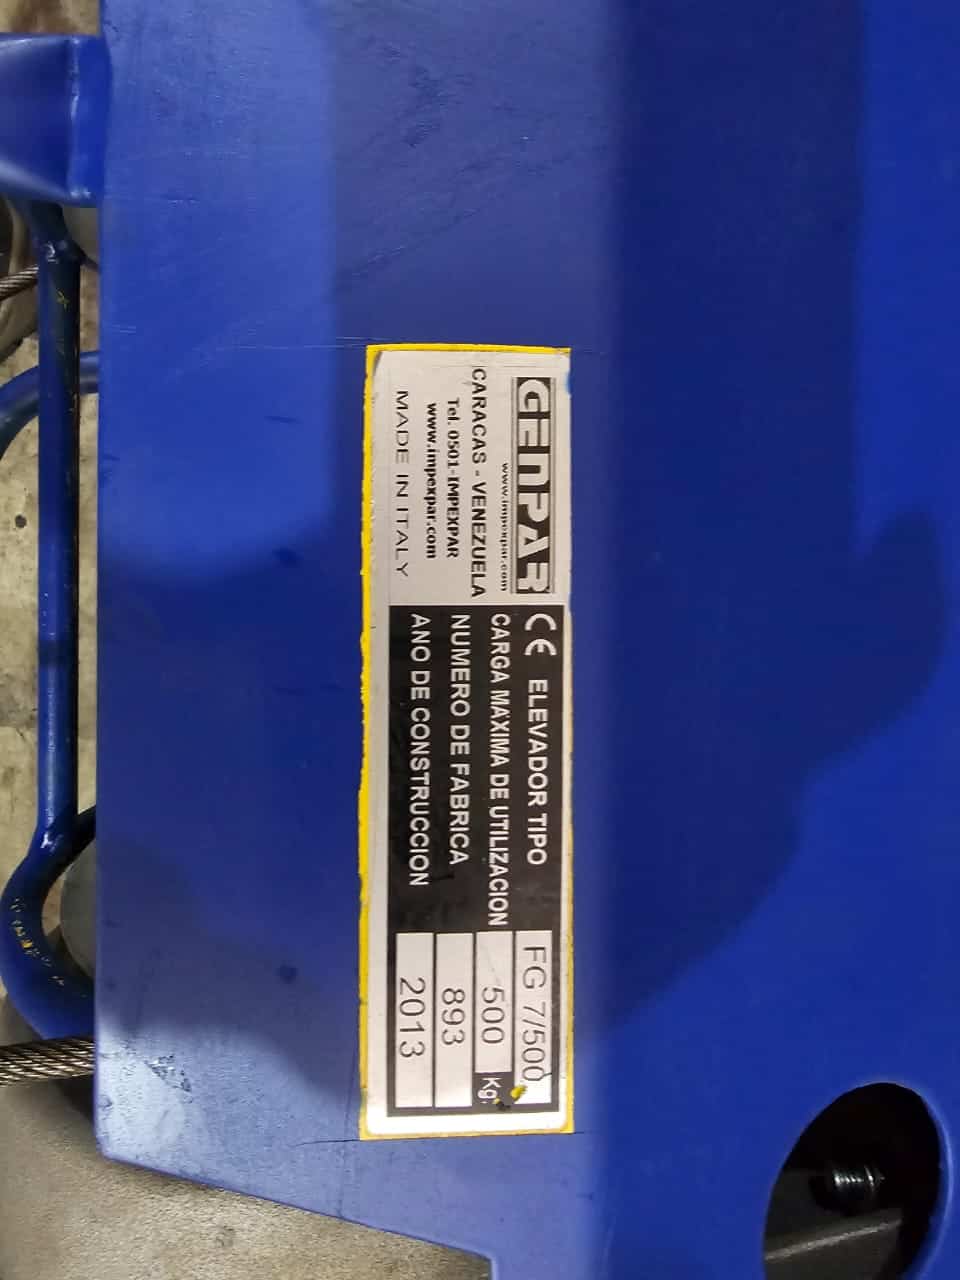 GENPAR
www.impexpar.com
CARACAS - VENEZUELA
Tel. 0501-IMPEXPAR
www.impexpar.com
MADE IN ITALY
CE ELEVADOR TIPO FG 7/500
CARGA MAXIMA DE UTILIZACION 500 Kg.
NUMERO DE FABRICA 893
ANO DE CONSTRUCCION 2013